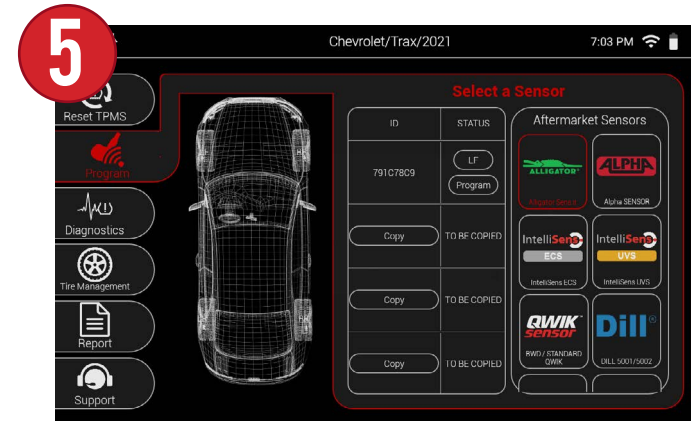 5
Chevrolet/Trax/2021
7:03 PM
Reset TPMS
Program
Diagnostics
Tire Management
Report
Support
Select a Sensor
ID
STATUS
791C78C9
LF
Program
Copy
TO BE COPIED
Copy
TO BE COPIED
Copy
TO BE COPIED
Aftermarket Sensors
ALLIGATOR®
Alligator Sensit
ALPHA
Alpha SENSOR
IntelliSens
ECS
IntelliSens ECS
IntelliSens
UVS
IntelliSens UVS
QWIK™
sensor
BWD / STANDARD
QWIK
Dill®
DILL 5001/5002